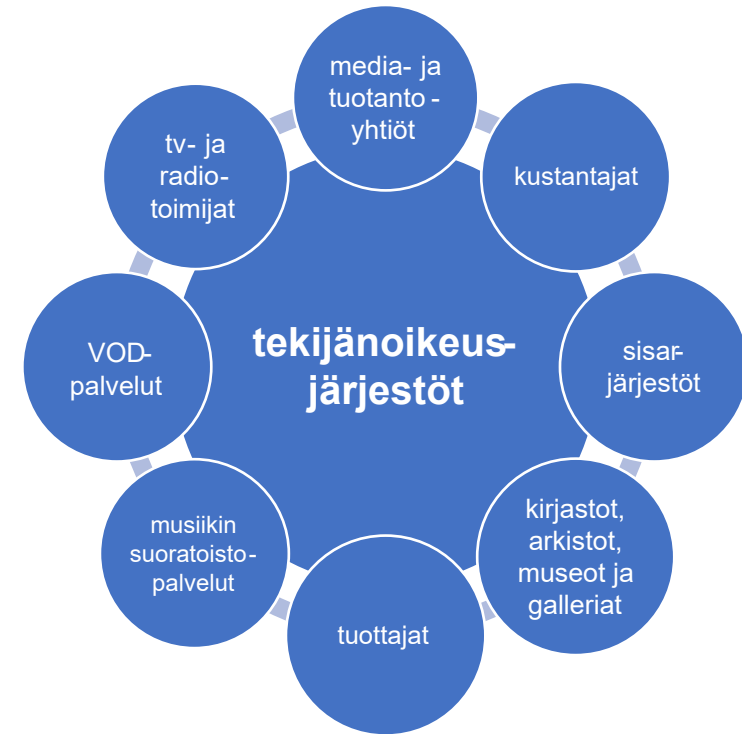 media- ja
tuotanto -
yhtiöt
kustantajat
sisar-
järjestöt
kirjastot,
arkistot,
museot ja
galleriat
tuottajat
musiikin
suoratoisto-
palvelut
VOD-
palvelut
tv- ja
radio-
toimijat
tekijänoikeus-
järjestöt